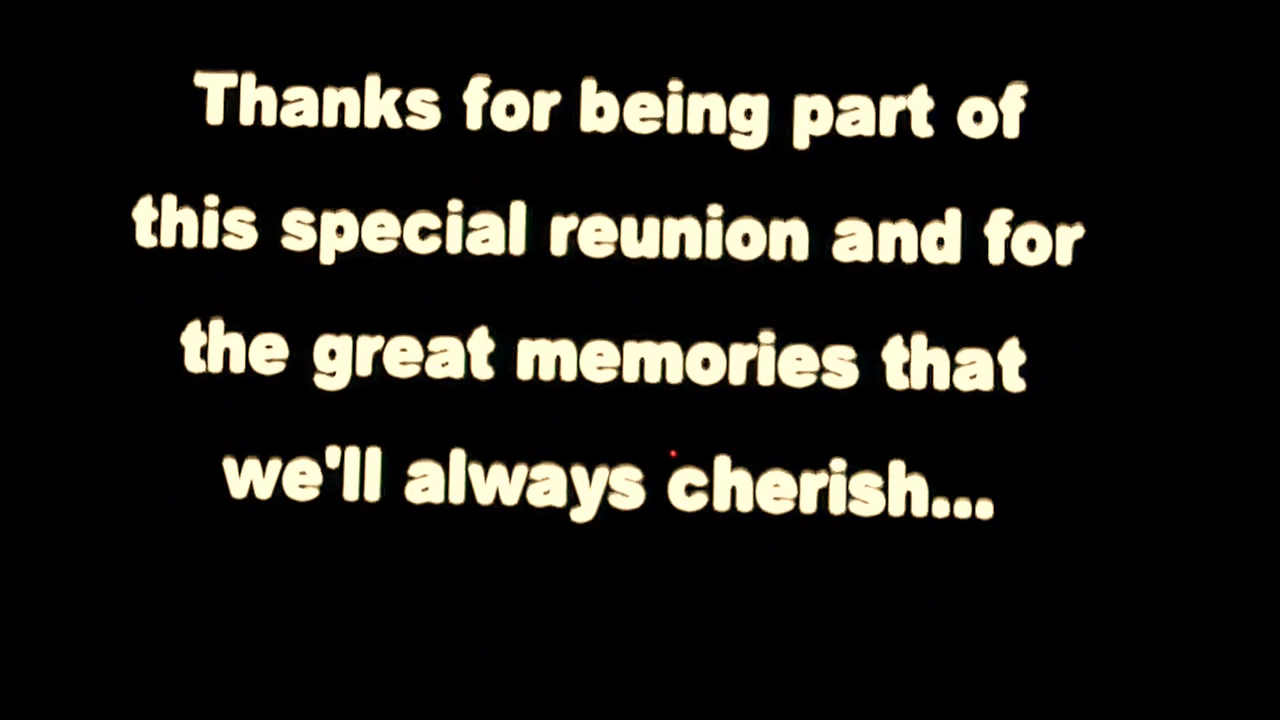 Thanks for being part of
this special reunion and for
the great memories that
we'll always cherish...